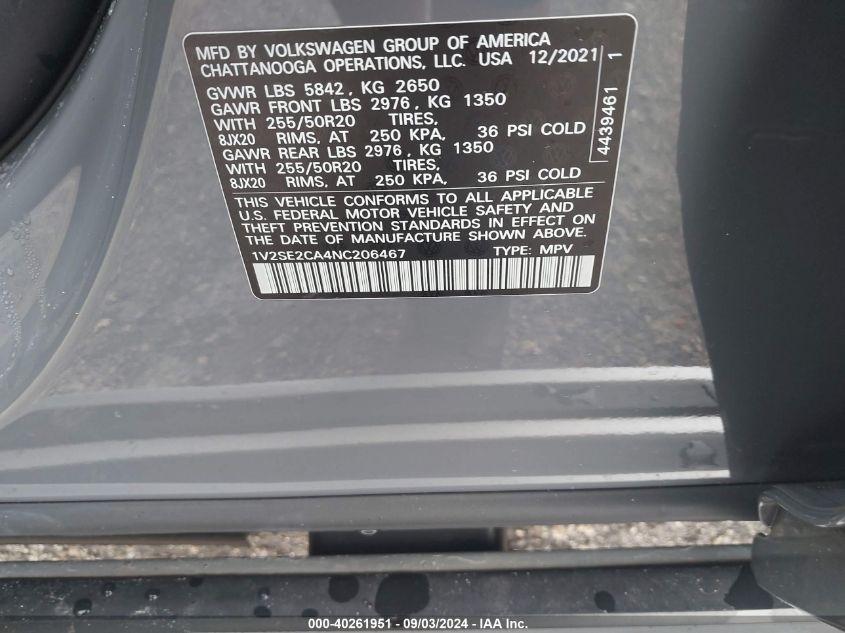 MFD BY VOLKSWAGEN GROUP OF AMERICA
CHATTANOOGA OPERATIONS, LLC. USA 12/2021
GVWR LBS 5842, KG 2650
GAWR FRONT LBS 2976, KG 1350
WITH 255/50R20 TIRES,
8JX20 RIMS, AT 250 KPA, 36 PSI COLD
GAWR REAR LBS 2976, KG 1350
WITH 255/50R20 TIRES,
8JX20 RIMS, AT 250 KPA, 36 PSI COLD
THIS VEHICLE CONFORMS TO ALL APPLICABLE
U.S. FEDERAL MOTOR VEHICLE SAFETY AND
THEFT PREVENTION STANDARDS IN EFFECT ON
THE DATE OF MANUFACTURE SHOWN ABOVE.
1V2SE2CA4NC206467 TYPE: MPV
4439461 1
000-40261951 - 09/03/2024 - IAA Inc.